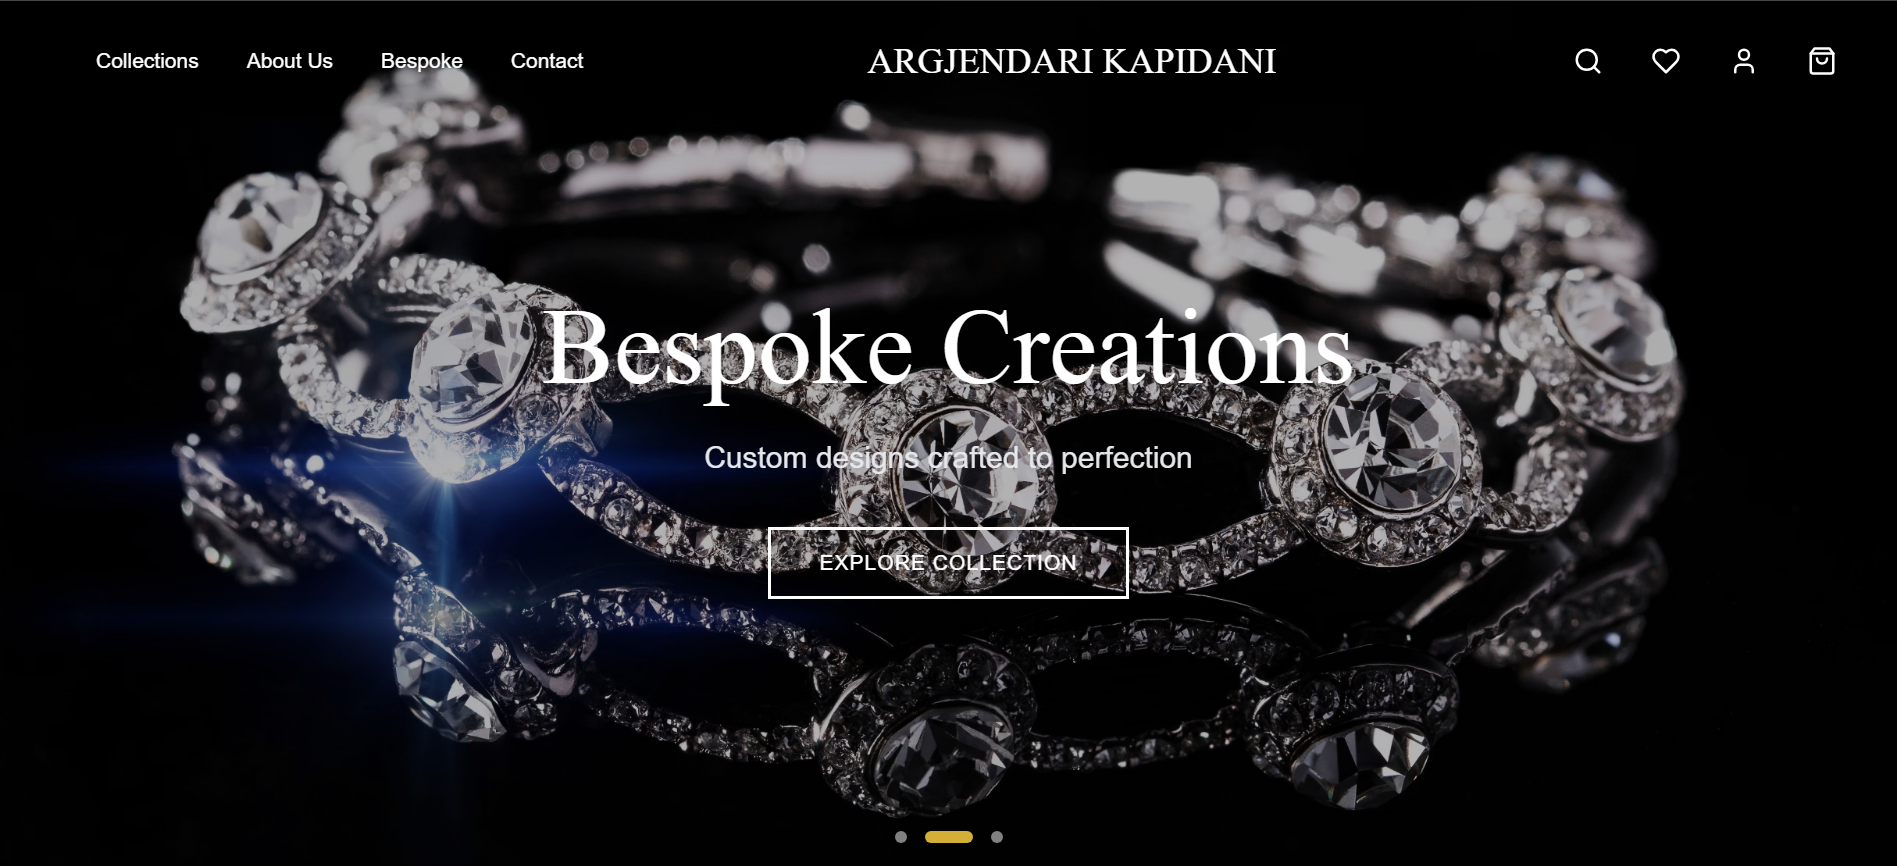 Collections About Us Bespoke Contact ARGJENDARI KAPIDANI
Bespoke Creations
Custom designs crafted to perfection
EXPLORE COLLECTION